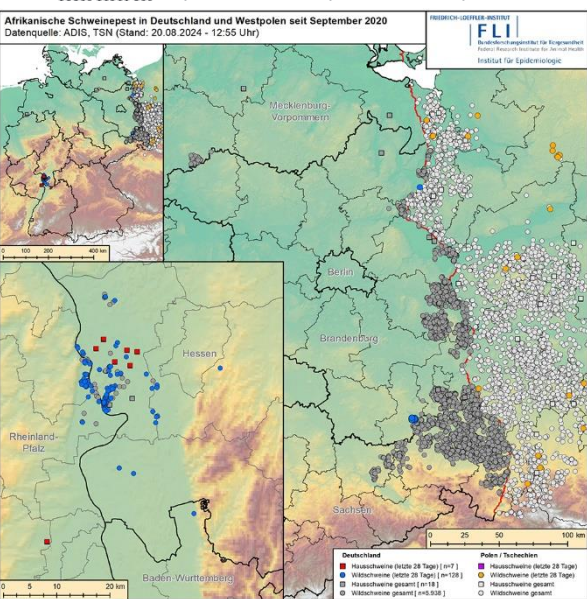 Afrikanische Schweinepest in Deutschland und Westpolen seit September 2020
Datenquelle: ADIS, TSN (Stand: 20.08.2024 - 12:55 Uhr)
FRIEDRICH-LOEFFLER-INSTITUT
FLI
Bundesforschungsinstitut für Tiergesundheit
Federal Research Institute for Animal Health
Institut für Epidemiologie
Mecklenburg-
Vorpommern
0 100 200 400 km
Berlin
Brandenburg
Hessen
Rheinland-
Pfalz
Sachsen
Baden-Württemberg
0 5 10 20 km
0 25 50 100 km
Deutschland
Hausschweine (letzte 28 Tage) [ n=7 ]
Wildschweine (letzte 28 Tage) [ n=128 ]
Hausschweine gesamt [ n=18 ]
Wildschweine gesamt [ n=5.938 ]
Polen / Tschechien
Hausschweine (letzte 28 Tage)
Wildschweine (letzte 28 Tage)
Hausschweine gesamt
Wildschweine gesamt